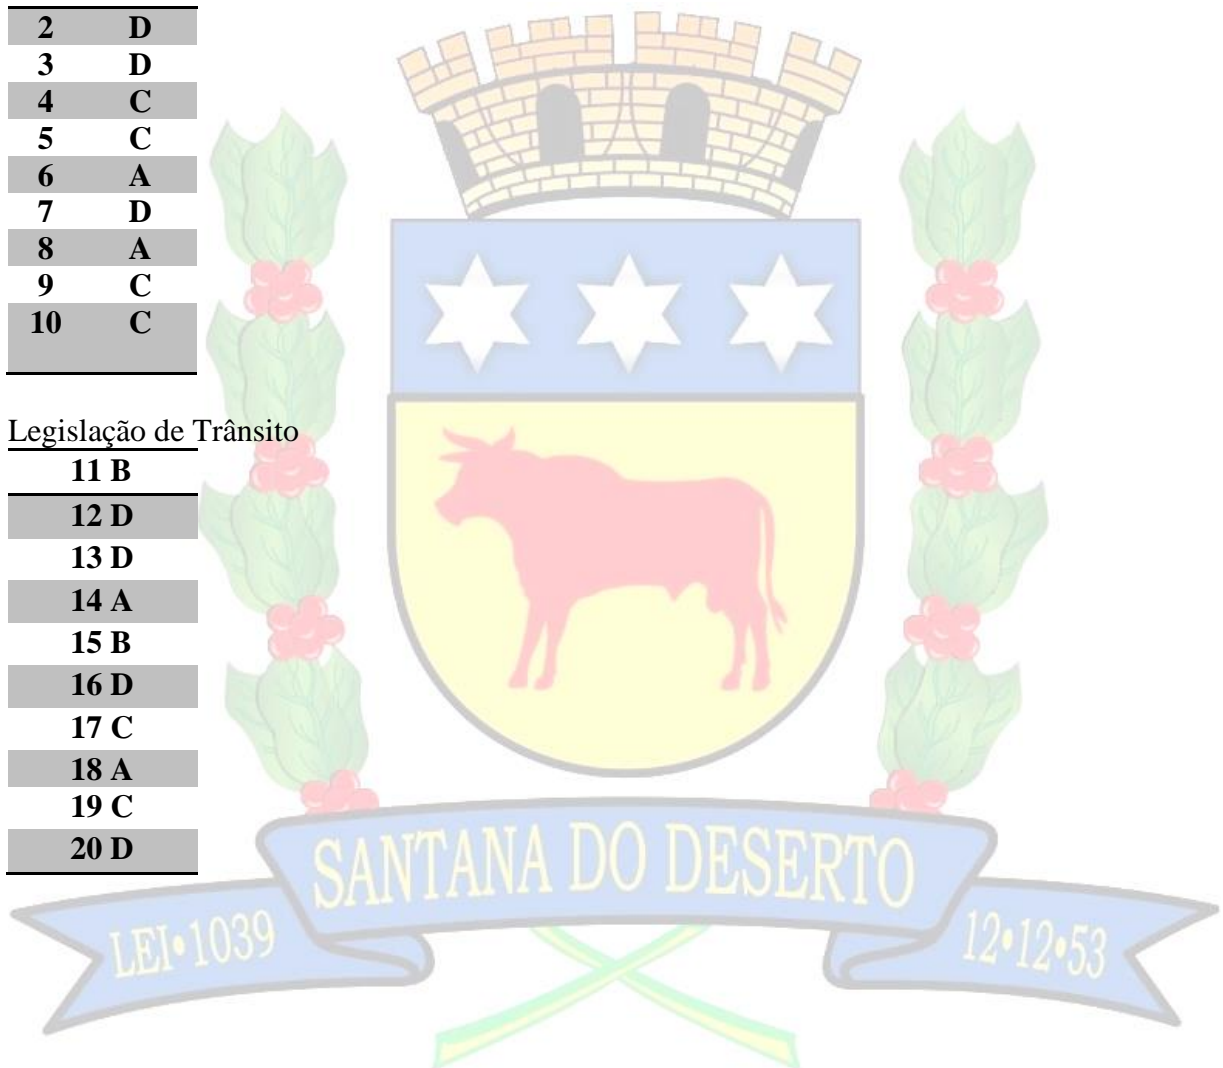 2 D
3 D
4 C
5 C
6 A
7 D
8 A
9 C
10 C
Legislação de Trânsito
11 B
12 D
13 D
14 A
15 B
16 D
17 C
18 A
19 C
20 D
SANTANA DO DESERTO
LEI•1039
12•12•53